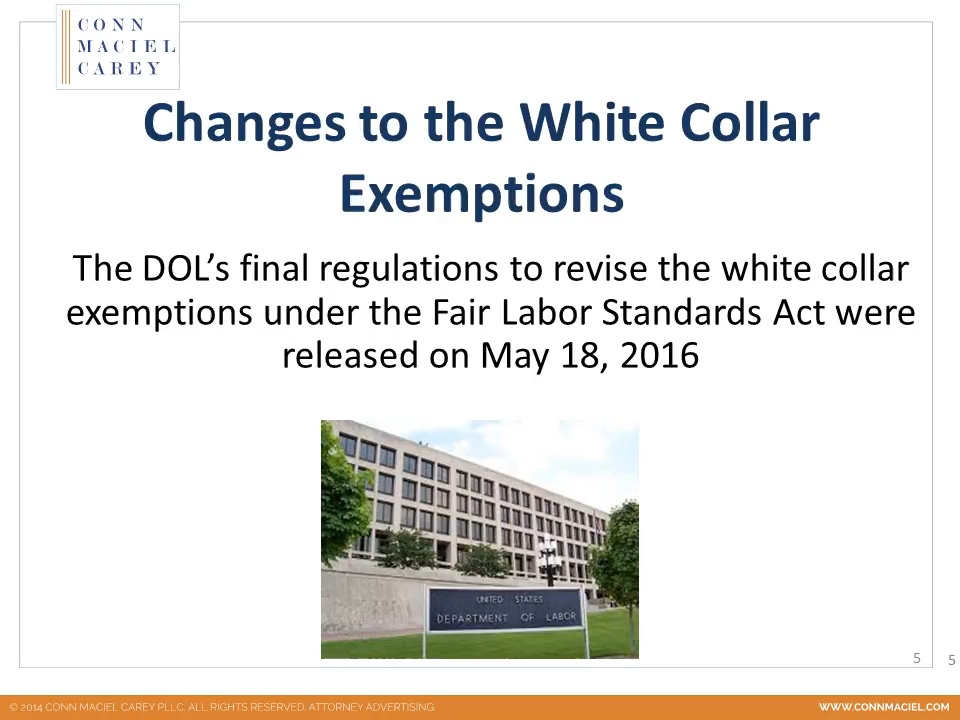 CONN
MACIEL
CAREY
Changes to the White Collar
Exemptions
The DOL’s final regulations to revise the white collar
exemptions under the Fair Labor Standards Act were
released on May 18, 2016
UNITED STATES
DEPARTMENT OF LABOR
5
5
© 2014 CONN MACIEL CAREY PLLC. ALL RIGHTS RESERVED. ATTORNEY ADVERTISING.
WWW.CONNMACIEL.COM